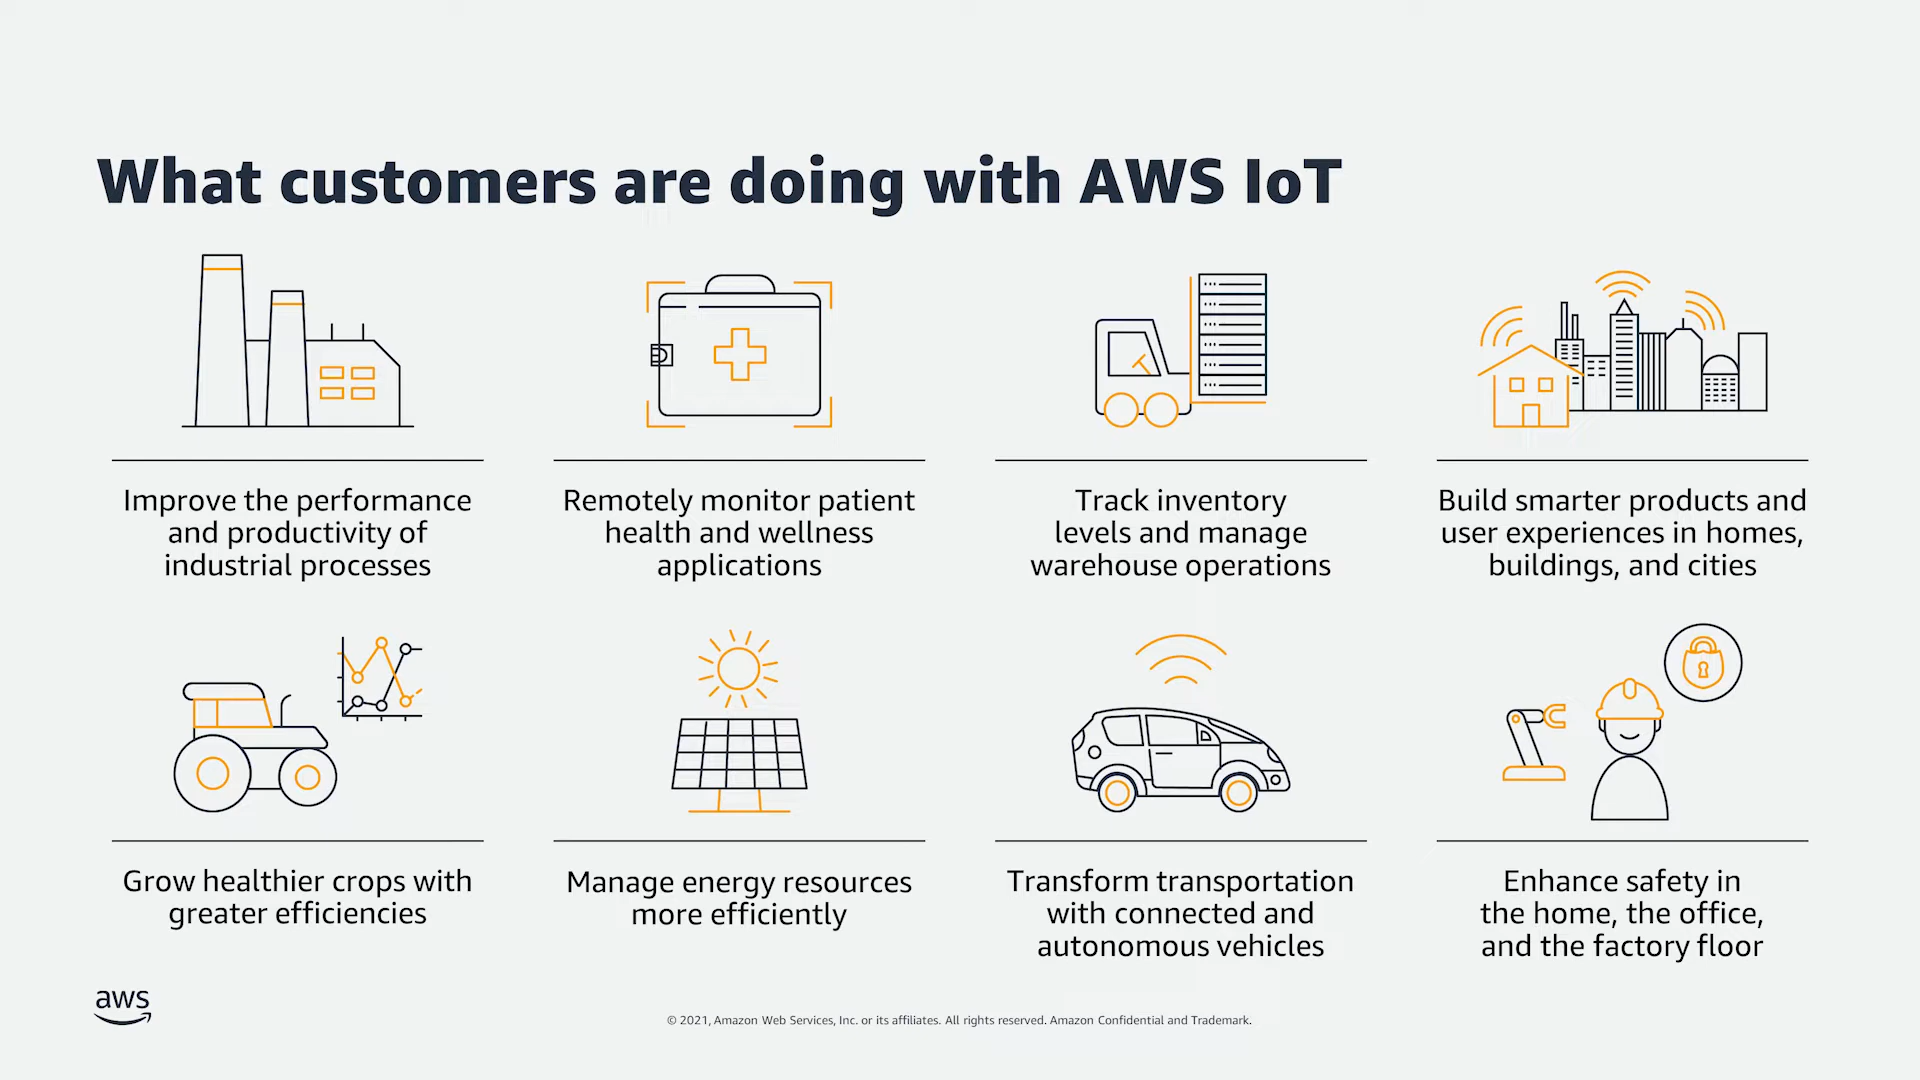 What customers are doing with AWS IoT
Improve the performance
and productivity of
industrial processes
Remotely monitor patient
health and wellness
applications
Track inventory
levels and manage
warehouse operations
Build smarter products and
user experiences in homes,
buildings, and cities
Grow healthier crops with
greater efficiencies
Manage energy resources
more efficiently
Transform transportation
with connected and
autonomous vehicles
Enhance safety in
the home, the office,
and the factory floor
aws
© 2021, Amazon Web Services, Inc. or its affiliates. All rights reserved. Amazon Confidential and Trademark.